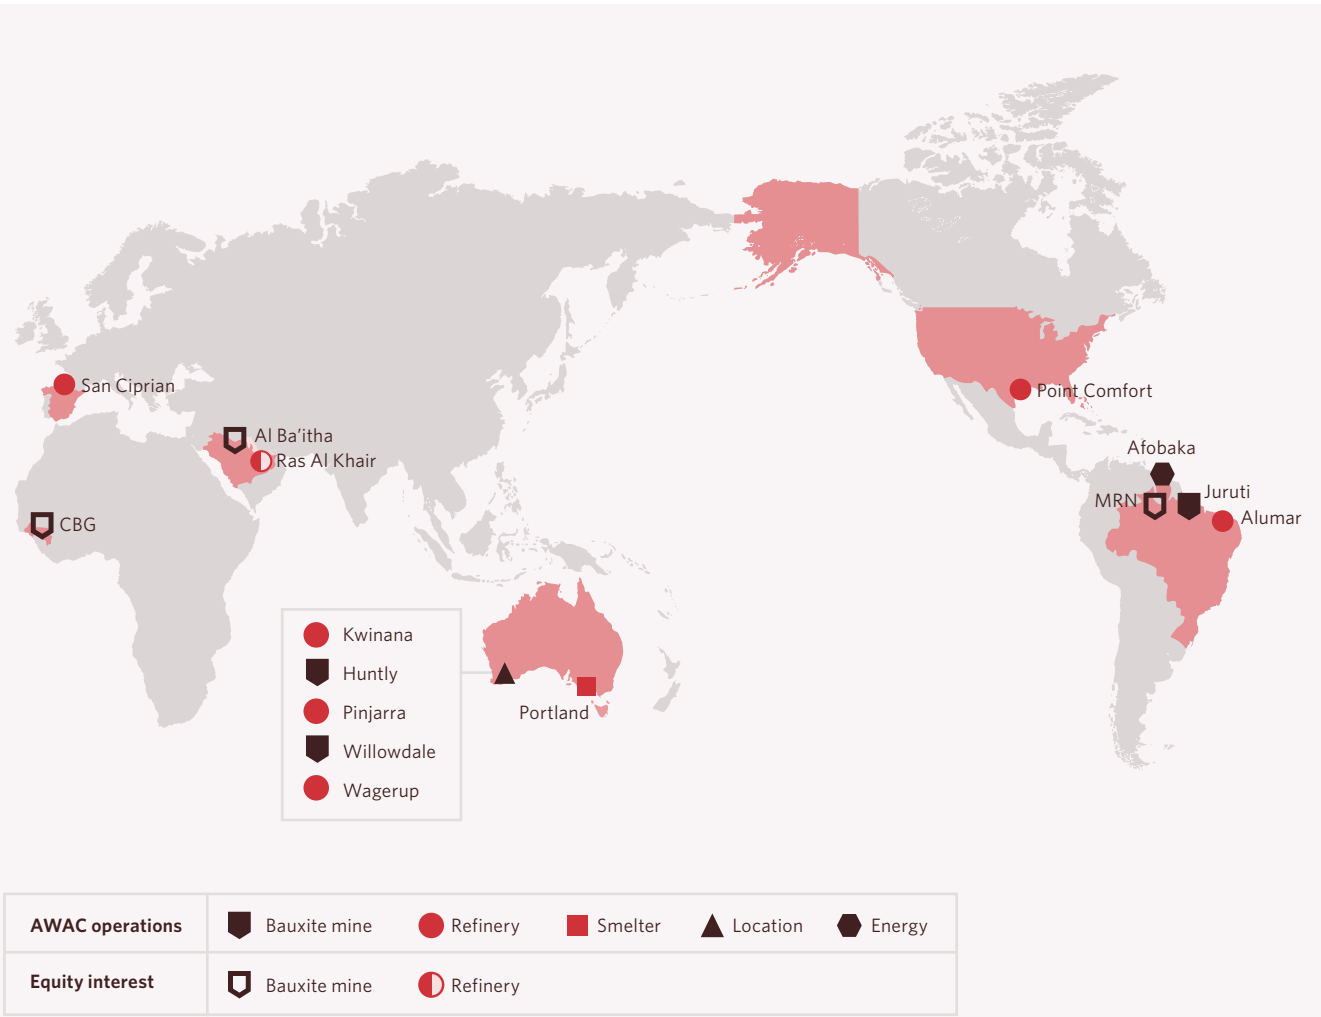 San Ciprian
Point Comfort
Al Ba’itha
Ras Al Khair
Afobaka
MRN
Juruti
Alumar
CBG
Kwinana
Huntly
Pinjarra
Willowdale
Wagerup
Portland
AWAC operations Bauxite mine Refinery Smelter Location Energy
Equity interest Bauxite mine Refinery